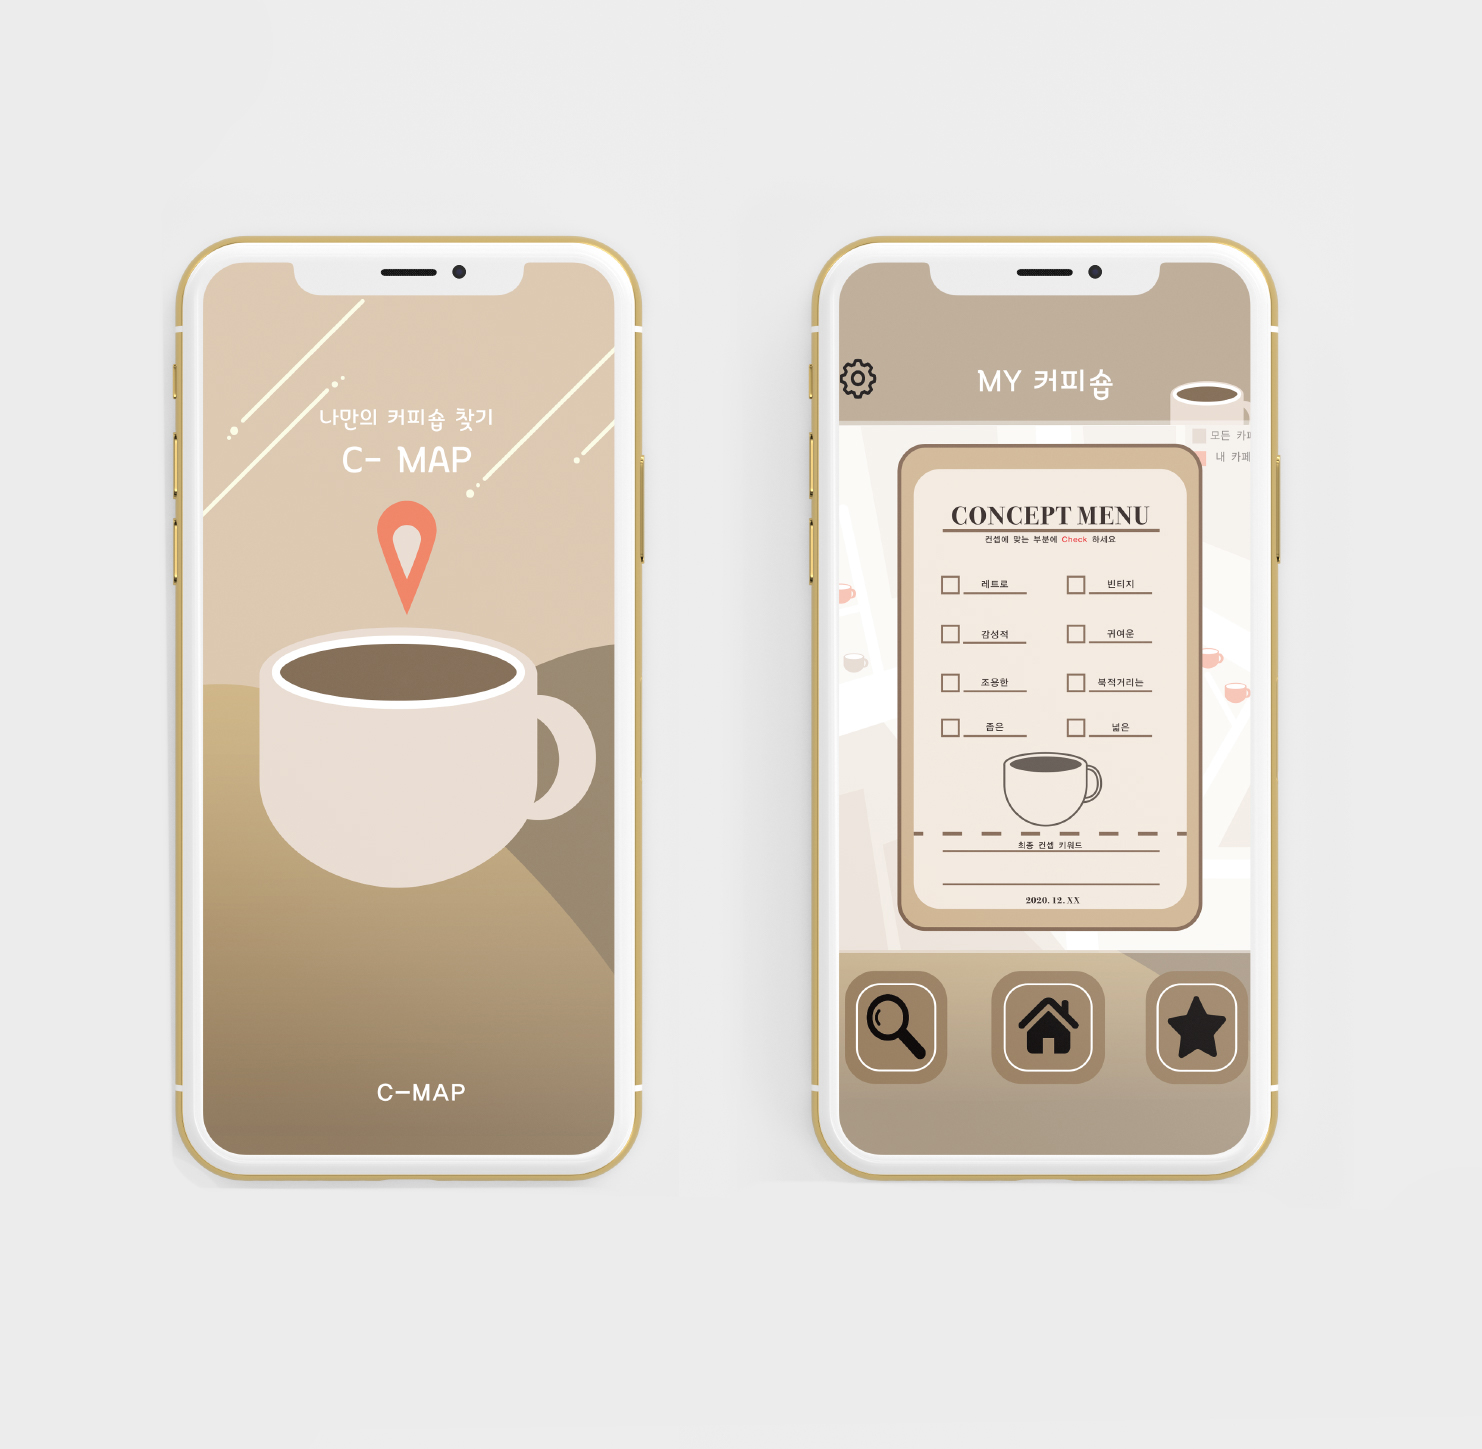 나만의 커피숍 찾기
C- MAP
C-MAP
MY 커피숍
모든 카페
내 카페
CONCEPT MENU
컨셉에 맞는 부분에 Check 하세요
레트로
빈티지
감성적
귀여운
조용한
북적거리는
좁은
넓은
최종 컨셉 키워드
2020. 12. XX